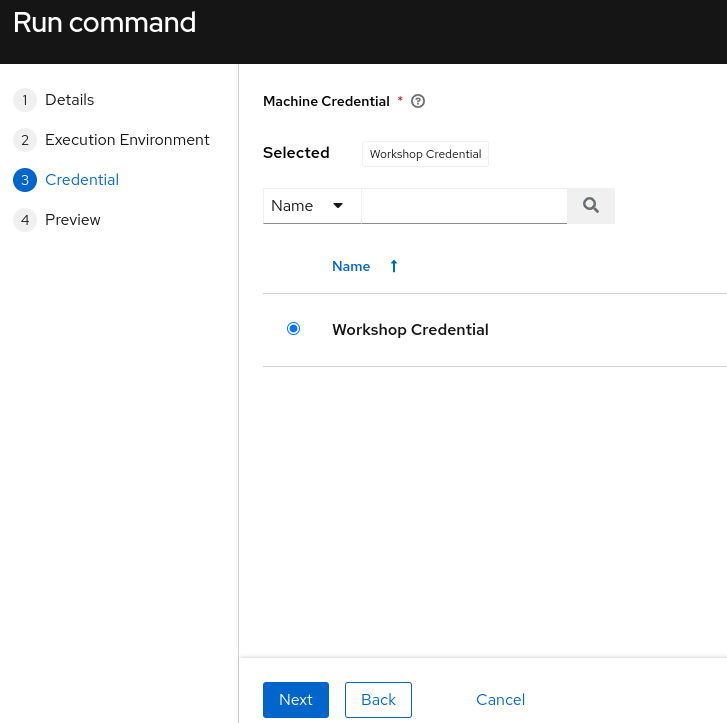 Run command
1 Details
2 Execution Environment
3 Credential
4 Preview
Machine Credential *
Selected Workshop Credential
Name
Name
Workshop Credential
Next Back Cancel